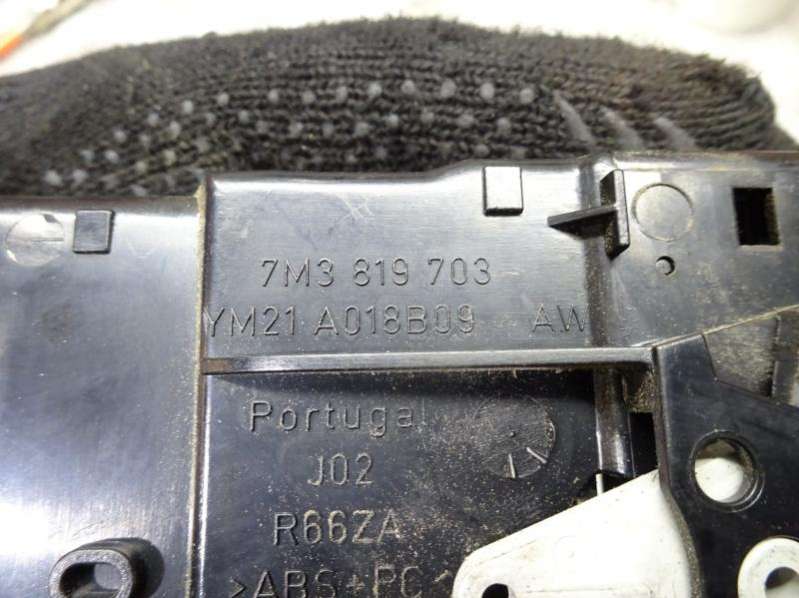 7M3 819 703
YM21 A018B09 AW
Portugal
J02
R66ZA
>ABS+PC<